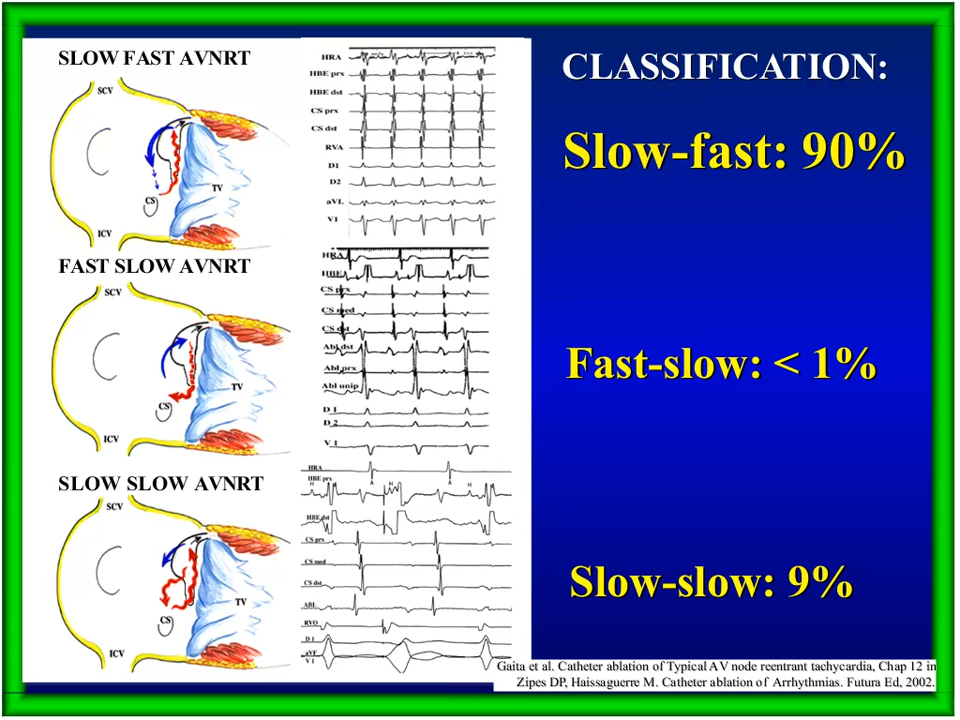 SLOW FAST AVNRT
SCV
CS
TV
ICV
HRA
HBE prx
HBE dst
CS prx
CS dst
RVA
D1
D2
aVL
V1
CLASSIFICATION:
Slow-fast: 90%
FAST SLOW AVNRT
SCV
CS
TV
ICV
HRA
HBE
CS prx
CS med
CS dst
Abl dst
Abl prx
Abl unip
D 1
D 2
V 1
Fast-slow: < 1%
SLOW SLOW AVNRT
SCV
CS
TV
ICV
HRA
HBE prx
A
A
H
H
H
HBE dst
CS prx
CS med
CS dst
ABL
RVO
D 1
aVF
V 1
Slow-slow: 9%
Gaita et al. Catheter ablation of Typical AV node reentrant tachycardia, Chap 12 in
Zipes DP, Haissaguerre M. Catheter ablation of Arrhythmias. Futura Ed, 2002.